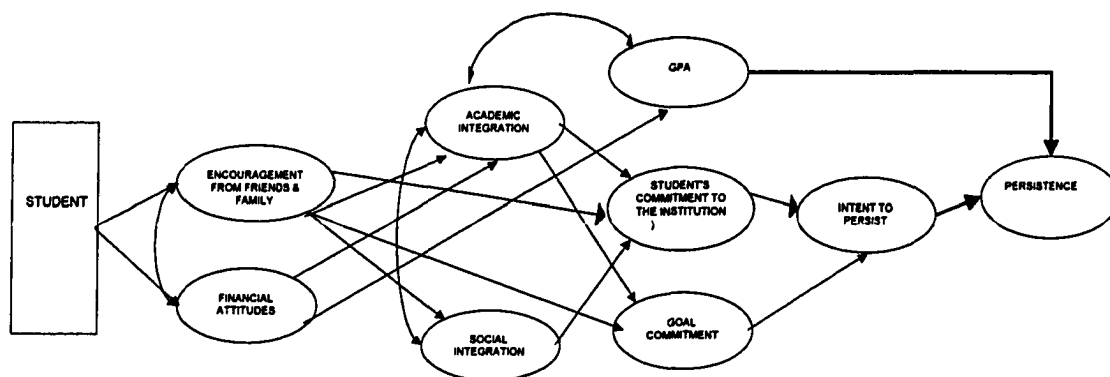 STUDENT
ENCOURAGEMENT
FROM FRIENDS &
FAMILY
FINANCIAL
ATTITUDES
ACADEMIC
INTEGRATION
SOCIAL
INTEGRATION
GPA
STUDENT'S
COMMITMENT TO
THE INSTITUTION
)
GOAL
COMMITMENT
INTENT TO
PERSIST
PERSISTENCE